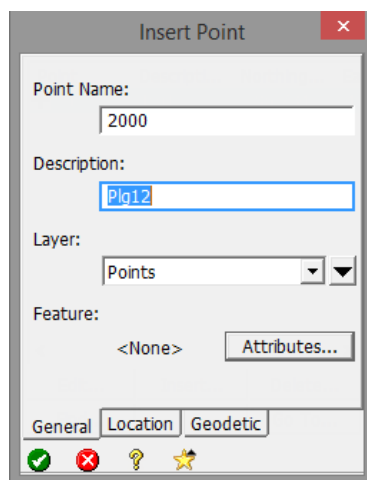 Insert Point
Point Name:
2000
Description:
Plg12
Layer:
Points
Feature:
<None> Attributes...
General Location Geodetic